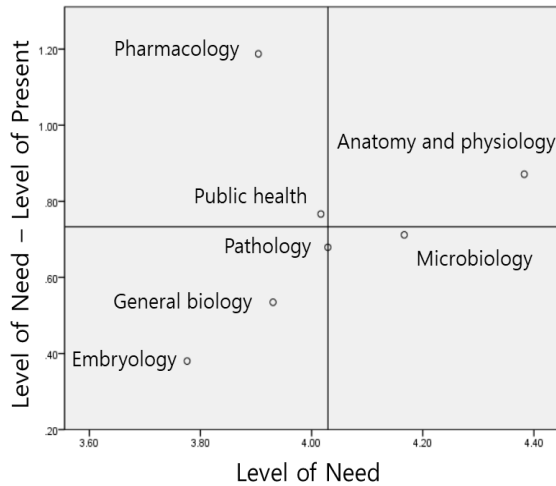 Level of Need – Level of Present
1.20
1.00
.80
.60
.40
.20
Pharmacology
Anatomy and physiology
Public health
Pathology
Microbiology
General biology
Embryology
3.60
3.80
4.00
4.20
4.40
Level of Need